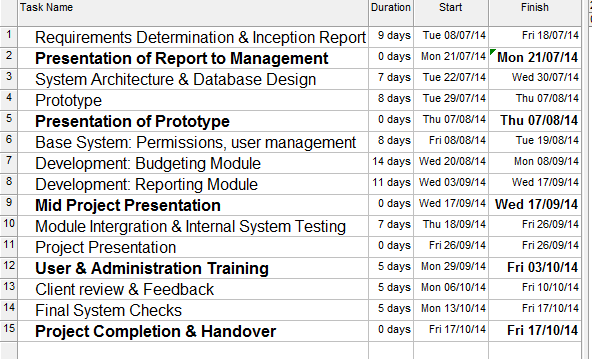 Task Name Duration Start Finish
1 Requirements Determination & Inception Report 9 days Tue 08/07/14 Fri 18/07/14
2 Presentation of Report to Management 0 days Mon 21/07/14 Mon 21/07/14
3 System Architecture & Database Design 7 days Tue 22/07/14 Wed 30/07/14
4 Prototype 8 days Tue 29/07/14 Thu 07/08/14
5 Presentation of Prototype 0 days Thu 07/08/14 Thu 07/08/14
6 Base System: Permissions, user management 8 days Fri 08/08/14 Tue 19/08/14
7 Development: Budgeting Module 14 days Wed 20/08/14 Mon 08/09/14
8 Development: Reporting Module 11 days Wed 03/09/14 Wed 17/09/14
9 Mid Project Presentation 0 days Wed 17/09/14 Wed 17/09/14
10 Module Intergration & Internal System Testing 7 days Thu 18/09/14 Fri 26/09/14
11 Project Presentation 0 days Fri 26/09/14 Fri 26/09/14
12 User & Administration Training 5 days Mon 29/09/14 Fri 03/10/14
13 Client review & Feedback 5 days Mon 06/10/14 Fri 10/10/14
14 Final System Checks 5 days Mon 13/10/14 Fri 17/10/14
15 Project Completion & Handover 0 days Fri 17/10/14 Fri 17/10/14